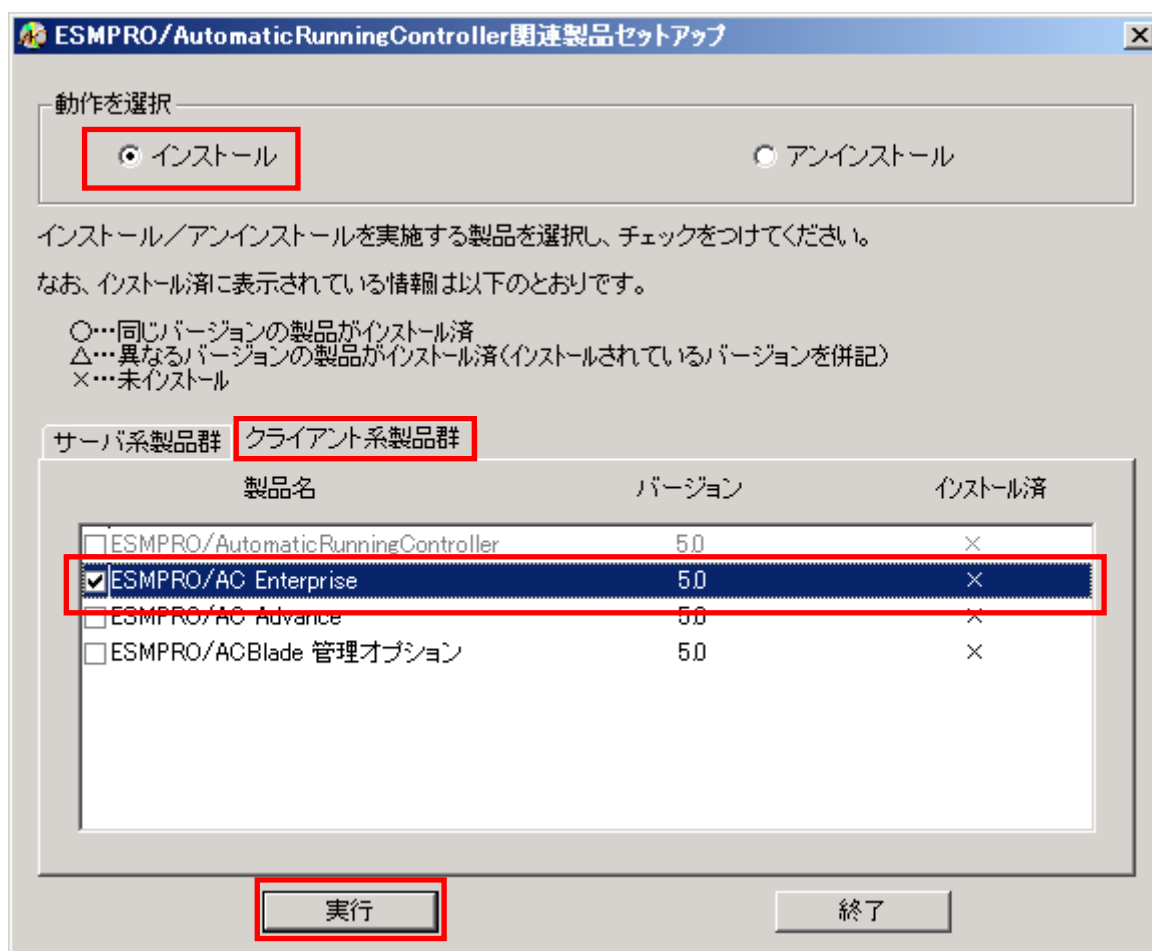 ESMPRO/AutomaticRunningController関連製品セットアップ
動作を選択
インストール アンインストール
インストール/アンインストールを実施する製品を選択し、チェックをつけてください。
なお、インストール済に表示されている情報は以下のとおりです。
○…同じバージョンの製品がインストール済
△…異なるバージョンの製品がインストール済(インストールされているバージョンを併記)
×…未インストール
サーバ系製品群 クライアント系製品群
製品名 バージョン インストール済
ESMPRO/AutomaticRunningController 5.0 ×
ESMPRO/AC Enterprise 5.0 ×
ESMPRO/AC Advance 5.0 ×
ESMPRO/ACBlade 管理オプション 5.0 ×
実行 終了